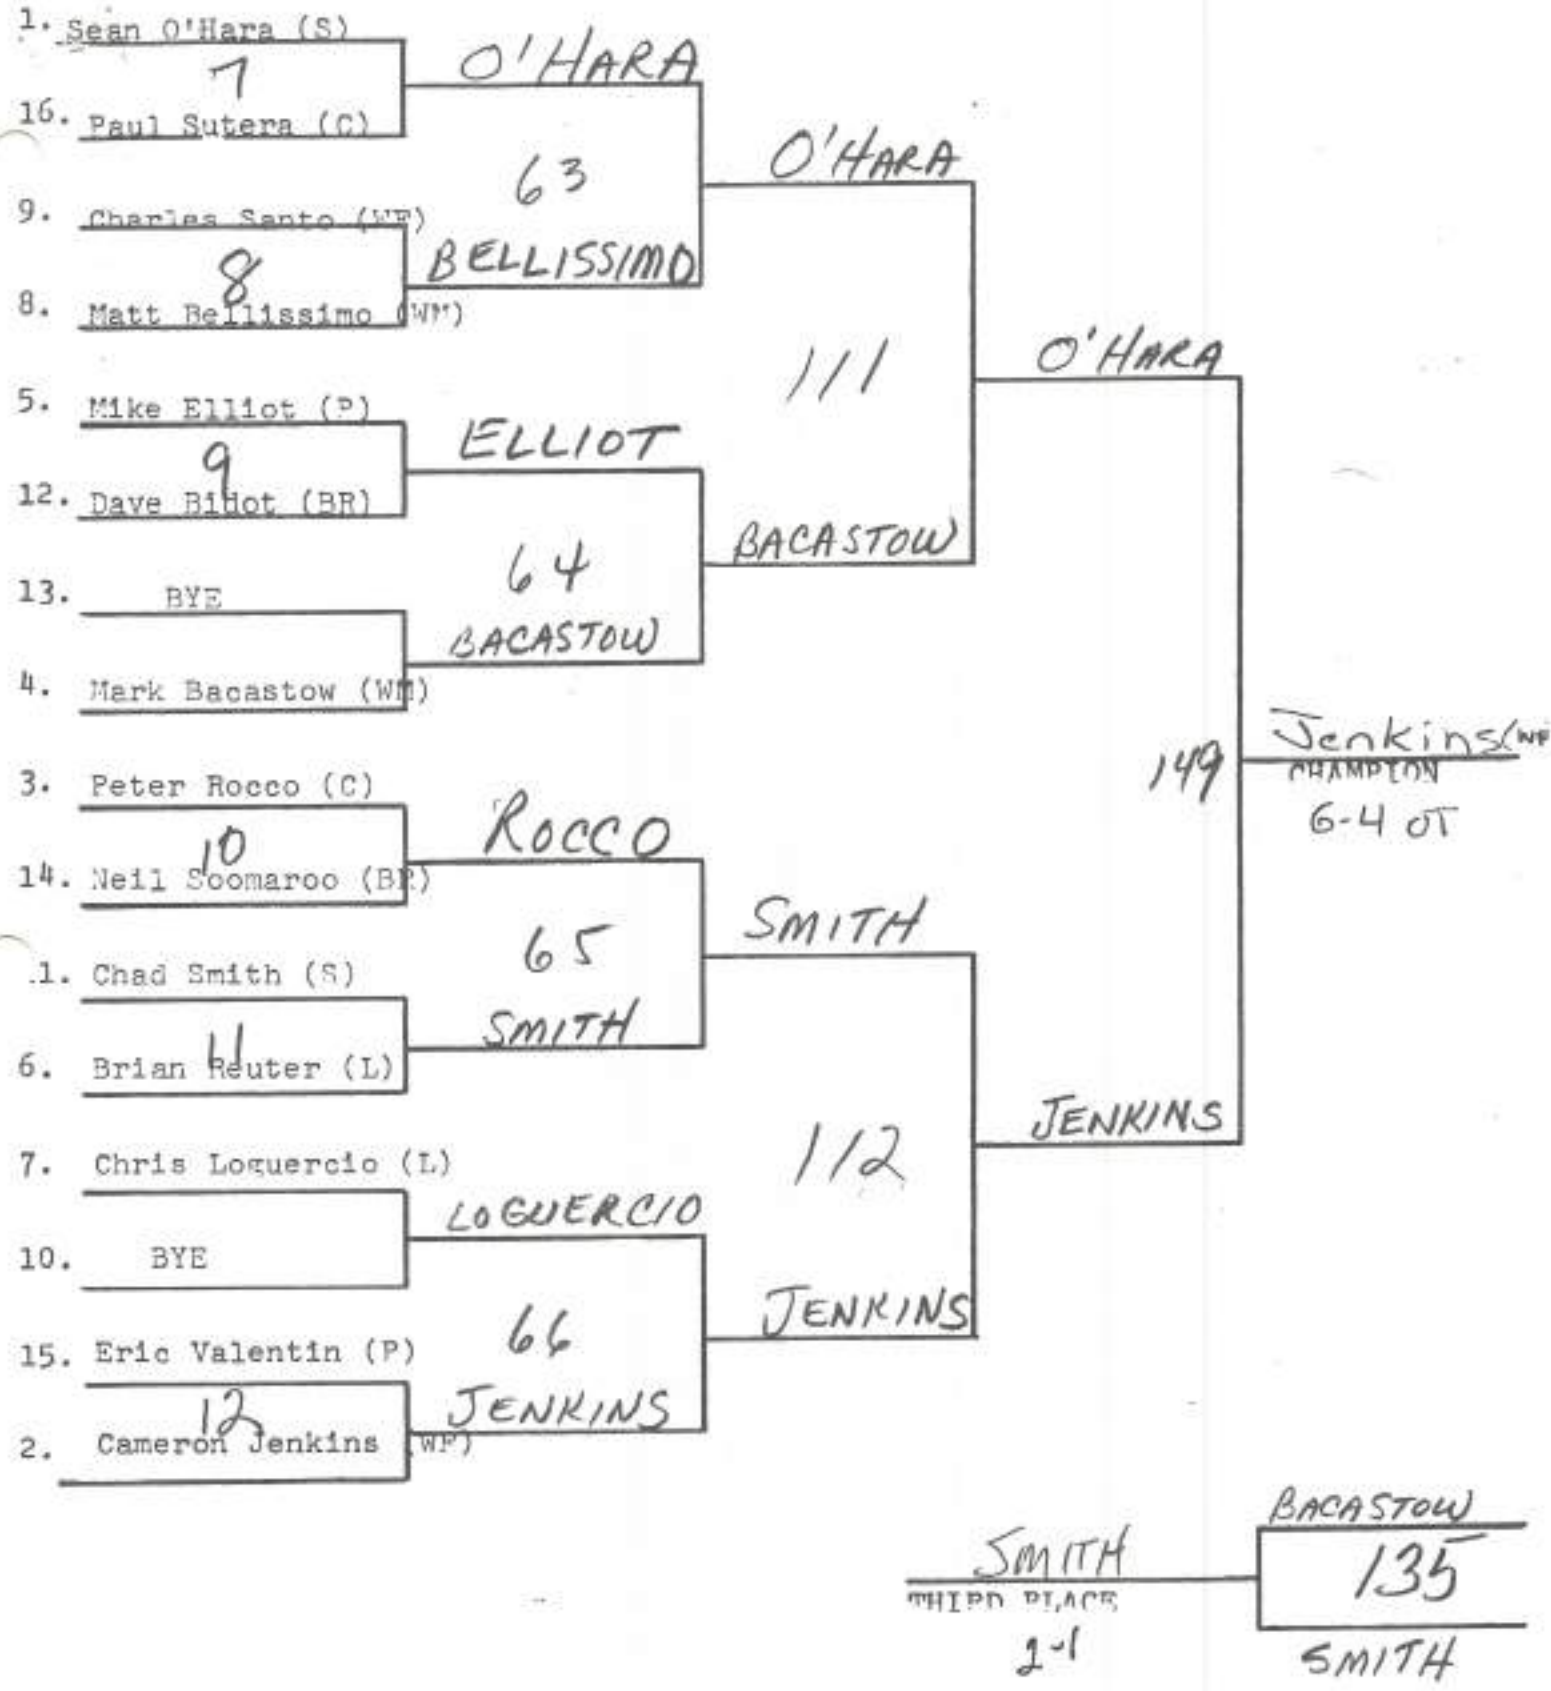 1. Sean O'Hara (S)
O'HARA
7
16. Paul Sutera (C)
O'HARA
63
9. Charles Santo (WF)
BELLISSIMO
8
8. Matt Bellissimo (WM)
111
O'HARA
5. Mike Elliot (P)
ELLIOT
9
12. Dave Billot (BR)
BACASTOW
64
13. BYE
BACASTOW
4. Mark Bacastow (WM)
Jenkins (WF
149
CHAMPION
6-4 OT
3. Peter Rocco (C)
ROCCO
10
14. Neil Soomaroo (BR)
SMITH
65
.1. Chad Smith (S)
SMITH
11
6. Brian Reuter (L)
JENKINS
112
7. Chris Loguercio (L)
LOGUERCIO
10. BYE
JENKINS
66
15. Eric Valentin (P)
JENKINS
12
2. Cameron Jenkins (WF)
BACASTOW
SMITH
135
THIRD PLACE
2-1
SMITH